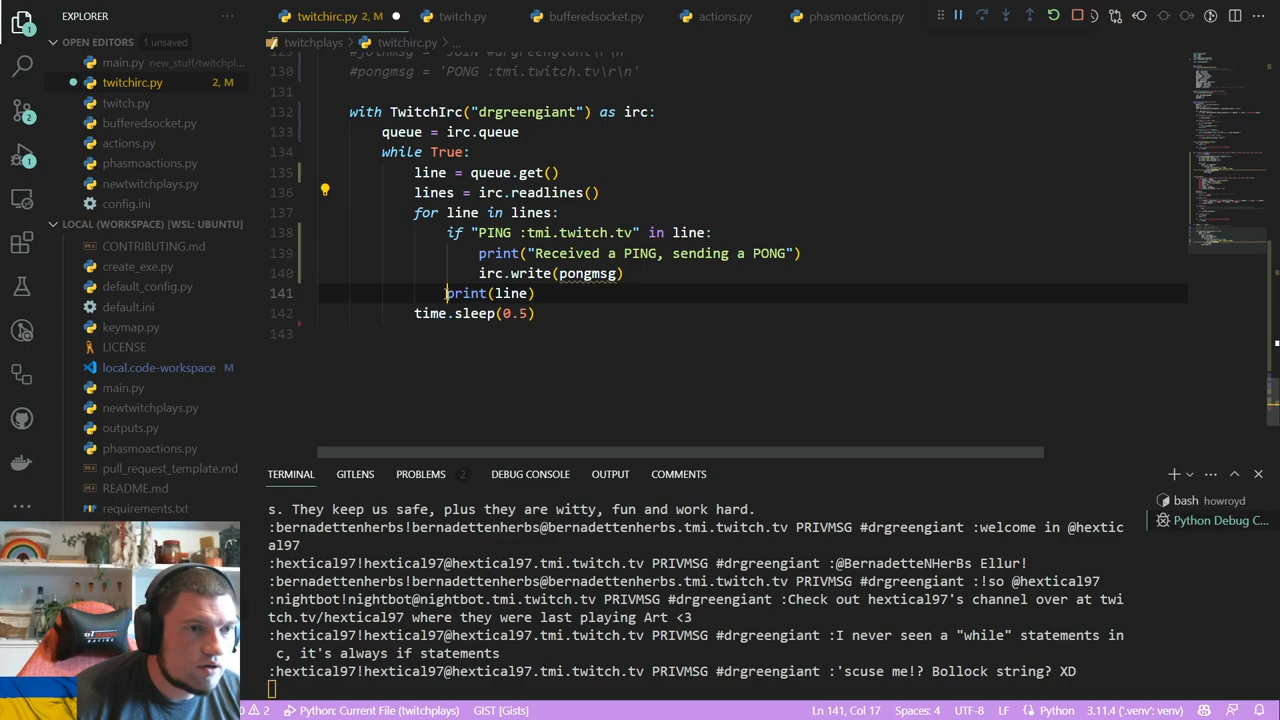 twitchirc.py 2, M
twitch.py
bufferedsocket.py
actions.py
phasmoactions.py
EXPLORER
OPEN EDITORS 1 unsaved
main.py new_stuff/twitchpl...
twitchirc.py 2, M
twitch.py
bufferedsocket.py
actions.py
phasmoactions.py
newtwitchplays.py
config.ini
LOCAL (WORKSPACE) [WSL: UBUNTU]
CONTRIBUTING.md
create_exe.py
default_config.py
default.ini
keymap.py
LICENSE
local.code-workspace M
main.py
newtwitchplays.py
outputs.py
phasmoactions.py
pull_request_template.md
README.md
requirements.txt
twitchplays > twitchirc.py > ...
129 #joinmsg = 'JOIN #drgreengiant\r\n'
130 #pongmsg = 'PONG :tmi.twitch.tv\r\n'
131
132 with TwitchIrc("drgreengiant") as irc:
133 queue = irc.queue
134 while True:
135 line = queue.get()
136 lines = irc.readlines()
137 for line in lines:
138 if "PING :tmi.twitch.tv" in line:
139 print("Received a PING, sending a PONG")
140 irc.write(pongmsg)
141 print(line)
142 time.sleep(0.5)
143
TERMINAL GITLENS PROBLEMS 2 DEBUG CONSOLE OUTPUT COMMENTS
s. They keep us safe, plus they are witty, fun and work hard.
:bernadettenherbs!bernadettenherbs@bernadettenherbs.tmi.twitch.tv PRIVMSG #drgreengiant :welcome in @hextic
al97
:hextical97!hextical97@hextical97.tmi.twitch.tv PRIVMSG #drgreengiant :@BernadetteNHerBs Ellur!
:bernadettenherbs!bernadettenherbs@bernadettenherbs.tmi.twitch.tv PRIVMSG #drgreengiant :!so @hextical97
:nightbot!nightbot@nightbot.tmi.twitch.tv PRIVMSG #drgreengiant :Check out hextical97's channel over at twi
tch.tv/hextical97 where they were last playing Art <3
:hextical97!hextical97@hextical97.tmi.twitch.tv PRIVMSG #drgreengiant :I never seen a "while" statements in
c, it's always if statements
:hextical97!hextical97@hextical97.tmi.twitch.tv PRIVMSG #drgreengiant :'scuse me!? Bollock string? XD
bash howroyd
Python Debug C...
0 2 Python: Current File (twitchplays) GIST [Gists] Ln 141, Col 17 Spaces: 4 UTF-8 LF Python 3.11.4 ('.venv': venv)